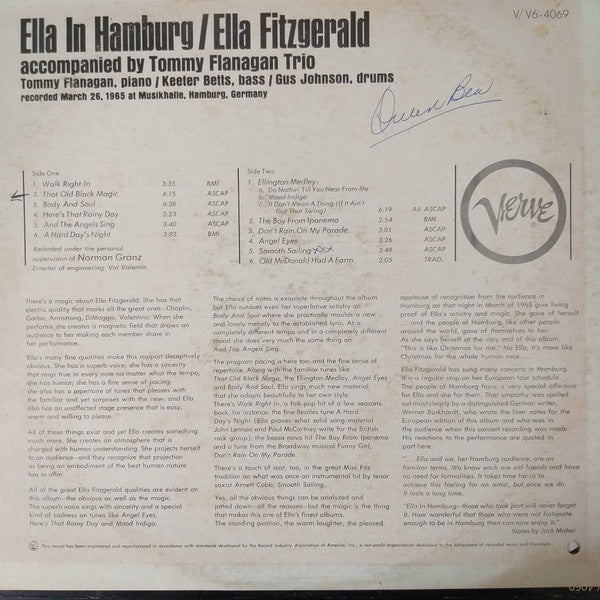 V/V6-4069
Ella In Hamburg/Ella Fitzgerald
accompanied by Tommy Flanagan Trio
Tommy Flanagan, piano/Keeter Betts, bass/Gus Johnson, drums
recorded March 26, 1965 at Musikhalle, Hamburg, Germany
Side One
1. Walk Right In 3:35 BMI
2. That Old Black Magic 4:15 ASCAP
3. Body And Soul 4:38 ASCAP
4. Here's That Rainy Day 3:23 ASCAP
5. And The Angels Sing 3:40 ASCAP
6. A Hard Day's Night 3:03 BMI
Recorded under the personal
supervision of Norman Granz
Director of engineering: Val Valentin
Side Two
1. Ellington Medley:
a. Do Nothin' Till You Hear From Me
b. Mood Indigo
c. It Don't Mean A Thing (If It Ain't
Got That Swing) 6:19 All ASCAP
2. The Boy From Ipanema 2:54 BMI
3. Don't Rain On My Parade 3:01 ASCAP
4. Angel Eyes 3:26 ASCAP
5. Smooth Sailing 3:49 ASCAP
6. Old McDonald Had A Farm 2:05 TRAD.
VERVE
There's a magic about Ella Fitzgerald. She has that
electric quality that marks all the great ones—Chaplin,
Garbo, Armstrong, DiMaggio, Valentino. When she
performs she creates a magnetic field that draws an
audience to her making each member share in
her performance.
Ella's many fine qualities make this rapport deceptively
obvious. She has a superb voice; she has a sincerity
that rings true in every note no matter what the tempo;
she has humor; she has a fine sense of pacing;
she also has a repertoire of tunes that pleases with
the familiar and yet surprises with the new; and Ella
also has an unaffected stage presence that is easy,
warm and willing to please.
All of these things exist and yet Ella creates something
much more. She creates an atmosphere that is
charged with human understanding. She projects herself
to an audience and they recognize that projection
as being an embodiment of the best human nature
has to offer.
All of the great Ella Fitzgerald qualities are evident on
this album—the obvious as well as the magic.
The superb voice sings with sincerity and a special
kind of sadness on tunes like Angel Eyes,
Here's That Rainy Day and Mood Indigo.
The choice of notes is exquisite throughout the album
but Ella outdoes even her superlative artistry on
Body And Soul where she practically moulds a new
and lovely melody to the established lyric. At a
completely different tempo and in a completely different
mood she does very much the same thing on
And The Angels Song.
The program pacing is here too, and the fine sense of
repertoire. Along with the familiar tunes like
That Old Black Magic, the Ellington Medley, Angel Eyes
and Body And Soul, Ella sings much new material
that she adapts beautifully to her own style.
There's Walk Right In, a folk-pop hit of a few seasons
back, for instance, the fine Beatles tune A Hard
Day's Night (Ella proves what solid song material
John Lennon and Paul McCartney write for the British
rock group); the bossa nova hit The Boy From Ipanema
and a tune from the Broadway musical Funny Girl,
Don't Rain On My Parade.
There's a touch of scat, too, in the great Miss Fitz
tradition on what was once an instrumental hit by tenor
saxist Arnett Cobb, Smooth Sailing.
Yes, all the obvious things can be analyzed and
jotted down—all the reasons—but the magic is the thing
that makes this one of Ella's finest albums.
The standing ovation, the warm laughter, the pleased
applause of recognition from the audience in
Hamburg on that night in March of 1965 give living
proof of Ella's artistry and magic. She gave of herself
. . . and the people of Hamburg, like other people
around the world, gave of themselves to her.
As she says herself at the very end of this album,
"This is like Christmas for me!" No Ella, it's more like
Christmas for the whole human race . . .
Ella Fitzgerald has sung many concerts in Hamburg.
It is a regular stop on her European tour schedule.
The people of Hamburg have a very special affection
for Ella and she for them. That empathy was spelled
out most clearly by a distinguished German writer,
Werner Burkhardt, who wrote the liner notes for the
European edition of this album and who was in
the audience when this concert recording was made.
His reactions to the performance are quoted in
part here.
". . . Ella and we, her Hamburg audience, are on
familiar terms. We know each old friends and have
no need for formalities. It takes time for us to
achieve this feeling for an artist, but once we do
it lasts a long time.
"Ella In Hamburg—those who took part will never forget
it. How wonderful that those who were not fortunate
enough to be in Hamburg then can now enjoy it."
Notes by Jack Maher
This record has been engineered and manufactured in accordance with standards developed by the Record Industry Association of America, Inc., a non-profit organization dedicated to the betterment of recorded music and literature.